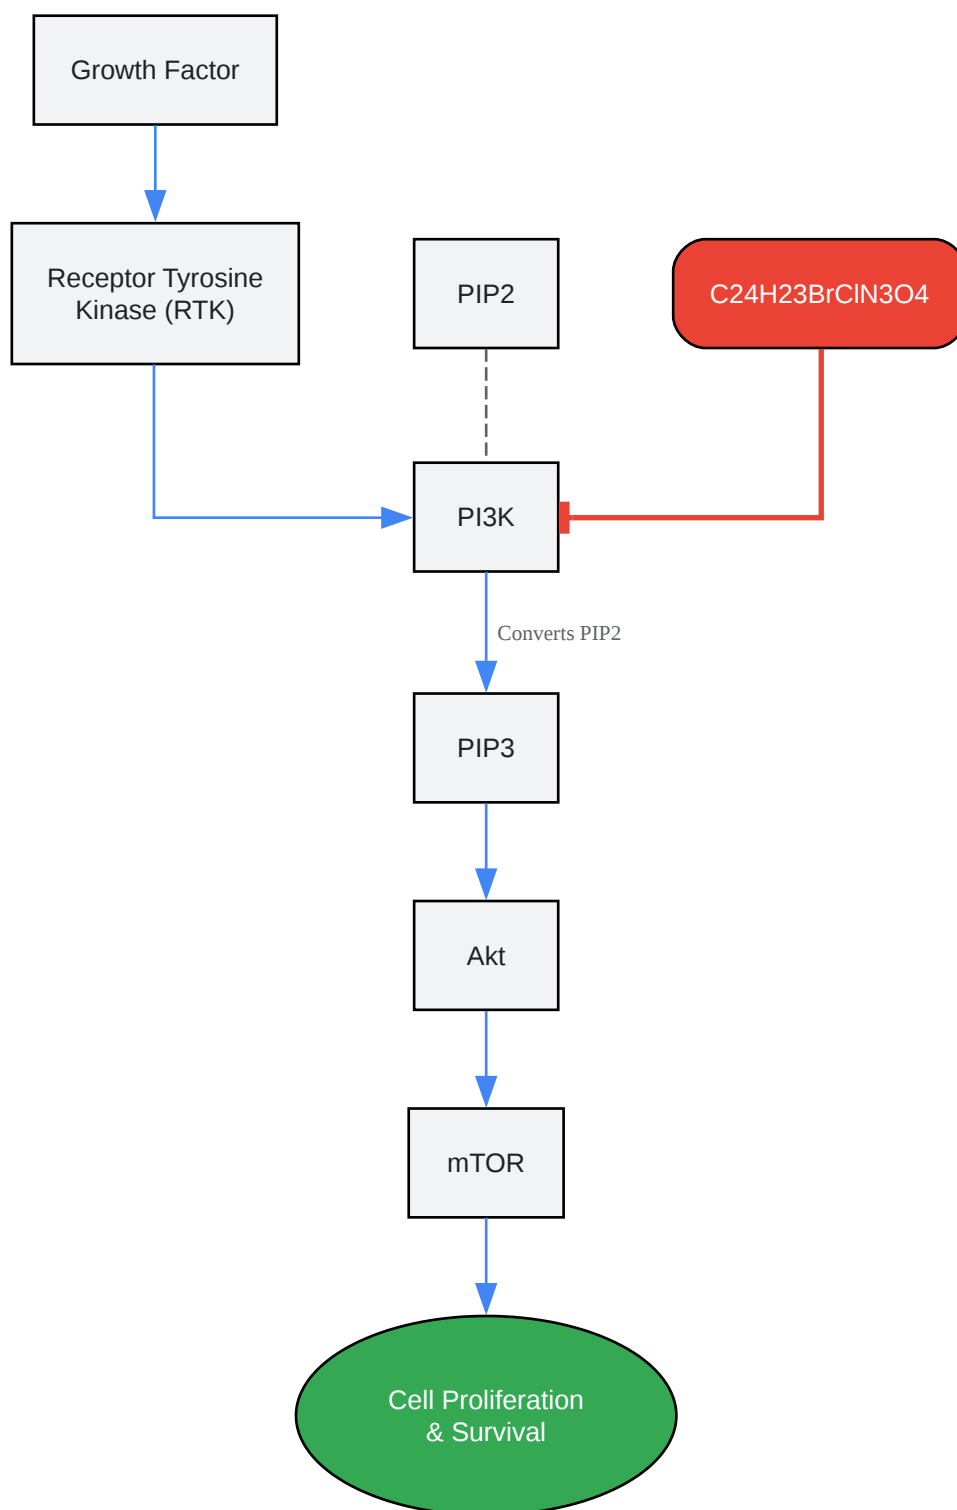 Growth Factor
Receptor Tyrosine
Kinase (RTK)
PIP2
C24H23BrClN3O4
PI3K
Converts PIP2
PIP3
Akt
mTOR
Cell Proliferation
& Survival